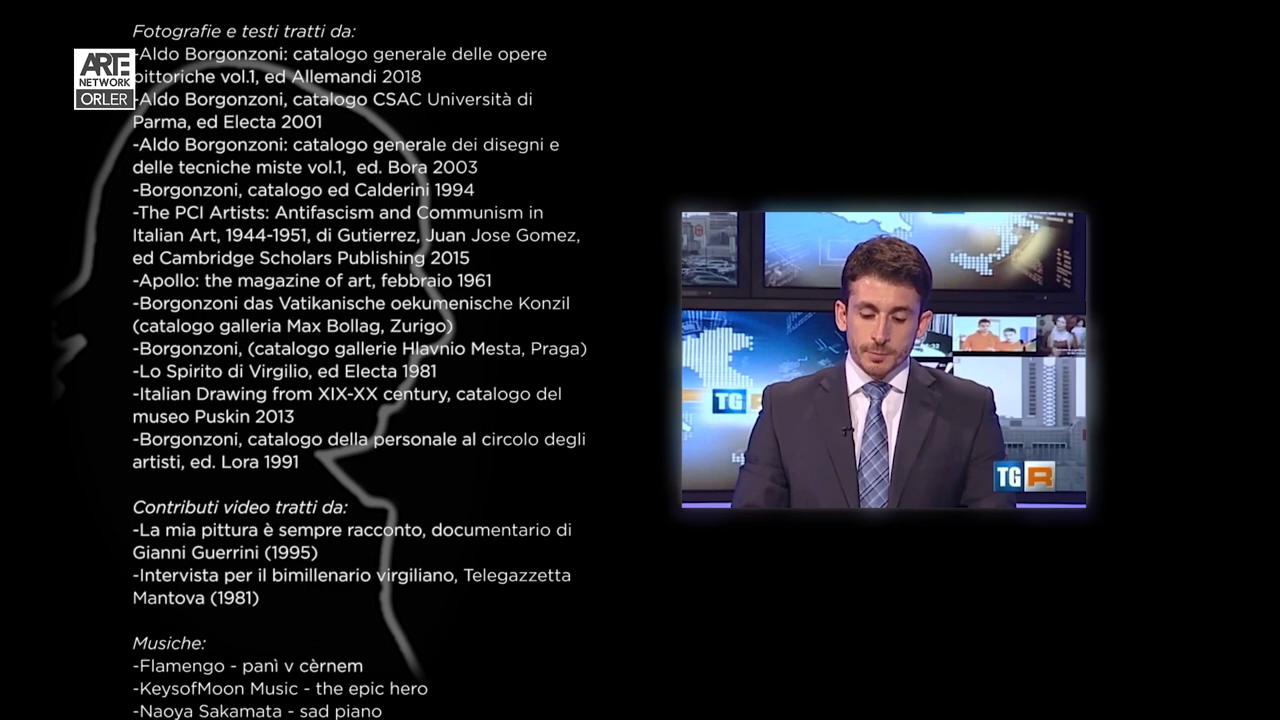 Fotografie e testi tratti da:
-Aldo Borgonzoni: catalogo generale delle opere
pittoriche vol.1, ed Allemandi 2018
-Aldo Borgonzoni, catalogo CSAC Università di
Parma, ed Electa 2001
-Aldo Borgonzoni: catalogo generale dei disegni e
delle tecniche miste vol.1, ed. Bora 2003
-Borgonzoni, catalogo ed Calderini 1994
-The PCI Artists: Antifascism and Communism in
Italian Art, 1944-1951, di Gutierrez, Juan Jose Gomez,
ed Cambridge Scholars Publishing 2015
-Apollo: the magazine of art, febbraio 1961
-Borgonzoni das Vatikanische oekumenische Konzil
(catalogo galleria Max Bollag, Zurigo)
-Borgonzoni, (catalogo gallerie Hlavnio Mesta, Praga)
-Lo Spirito di Virgilio, ed Electa 1981
-Italian Drawing from XIX-XX century, catalogo del
museo Puskin 2013
-Borgonzoni, catalogo della personale al circolo degli
artisti, ed. Lora 1991
Contributi video tratti da:
-La mia pittura è sempre racconto, documentario di
Gianni Guerrini (1995)
-Intervista per il bimillenario virgiliano, Telegazzetta
Mantova (1981)
Musiche:
-Flamengo - panì v cèrnem
-KeysofMoon Music - the epic hero
-Naoya Sakamata - sad piano
ARTE
NETWORK
ORLER
TG R
TG R